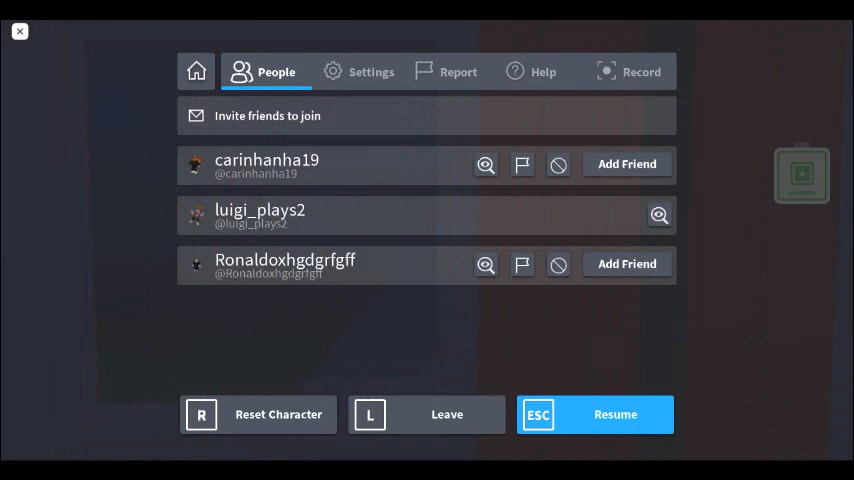 People
Settings
Report
Help
Record
Invite friends to join
carinhanha19
@carinhanha19
Add Friend
luigi_plays2
@luigi_plays2
Ronaldoxhgdgrfgff
@Ronaldoxhgdgrfgff
Add Friend
R Reset Character
L Leave
ESC Resume